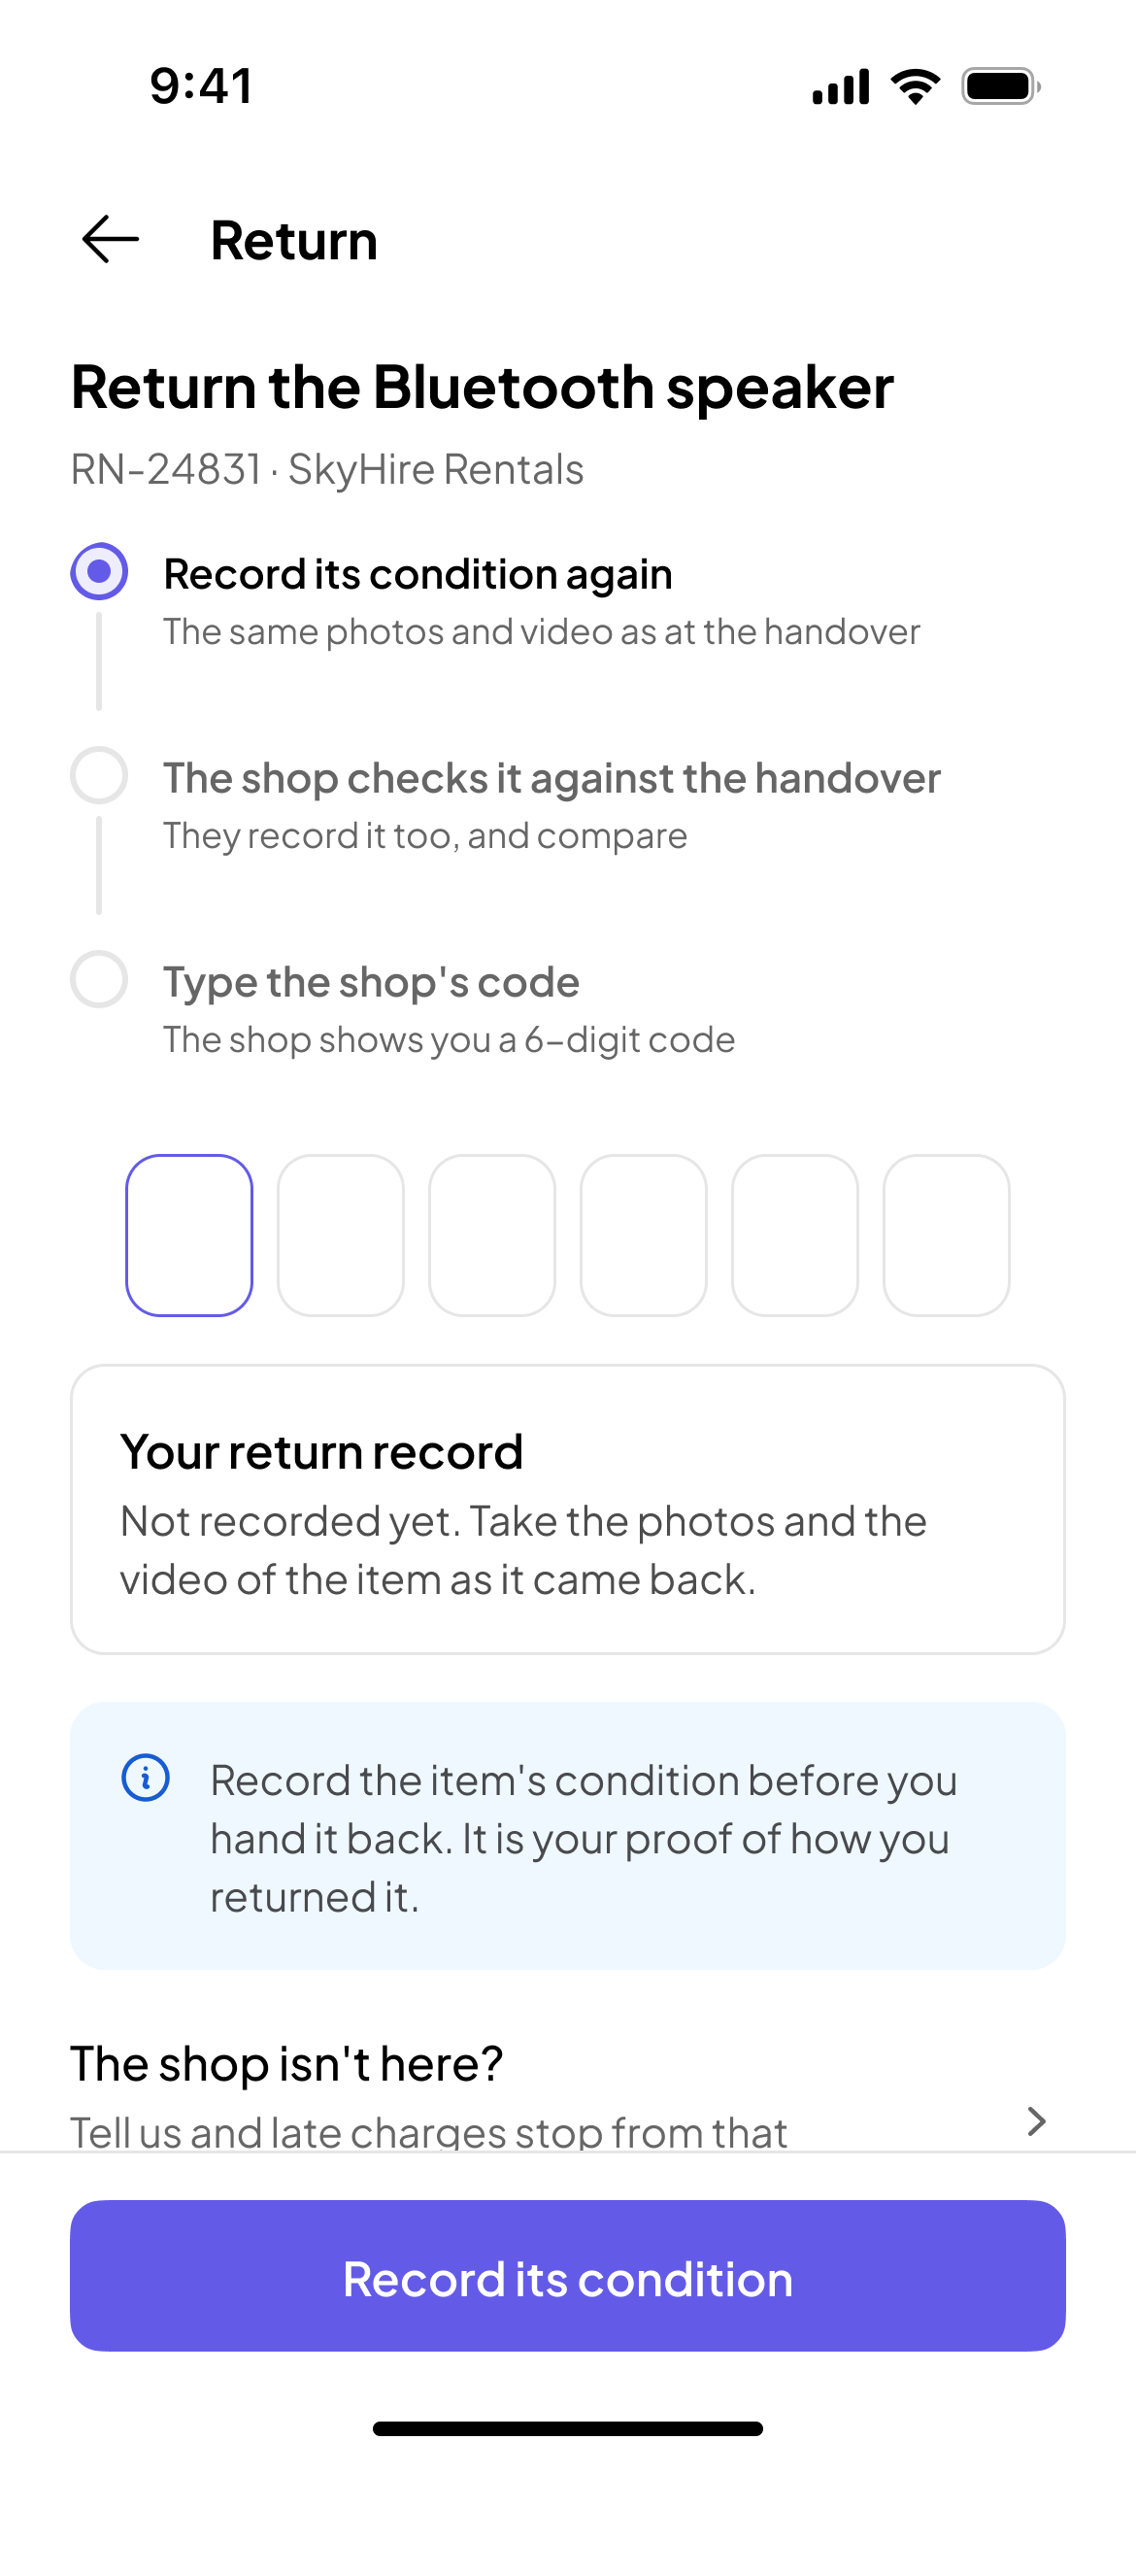 9:41
Return
Return the Bluetooth speaker
RN-24831 · SkyHire Rentals
Record its condition again
The same photos and video as at the handover
The shop checks it against the handover
They record it too, and compare
Type the shop's code
The shop shows you a 6-digit code
Your return record
Not recorded yet. Take the photos and the
video of the item as it came back.
Record the item's condition before you
hand it back. It is your proof of how you
returned it.
The shop isn't here?
Tell us and late charges stop from that
Record its condition